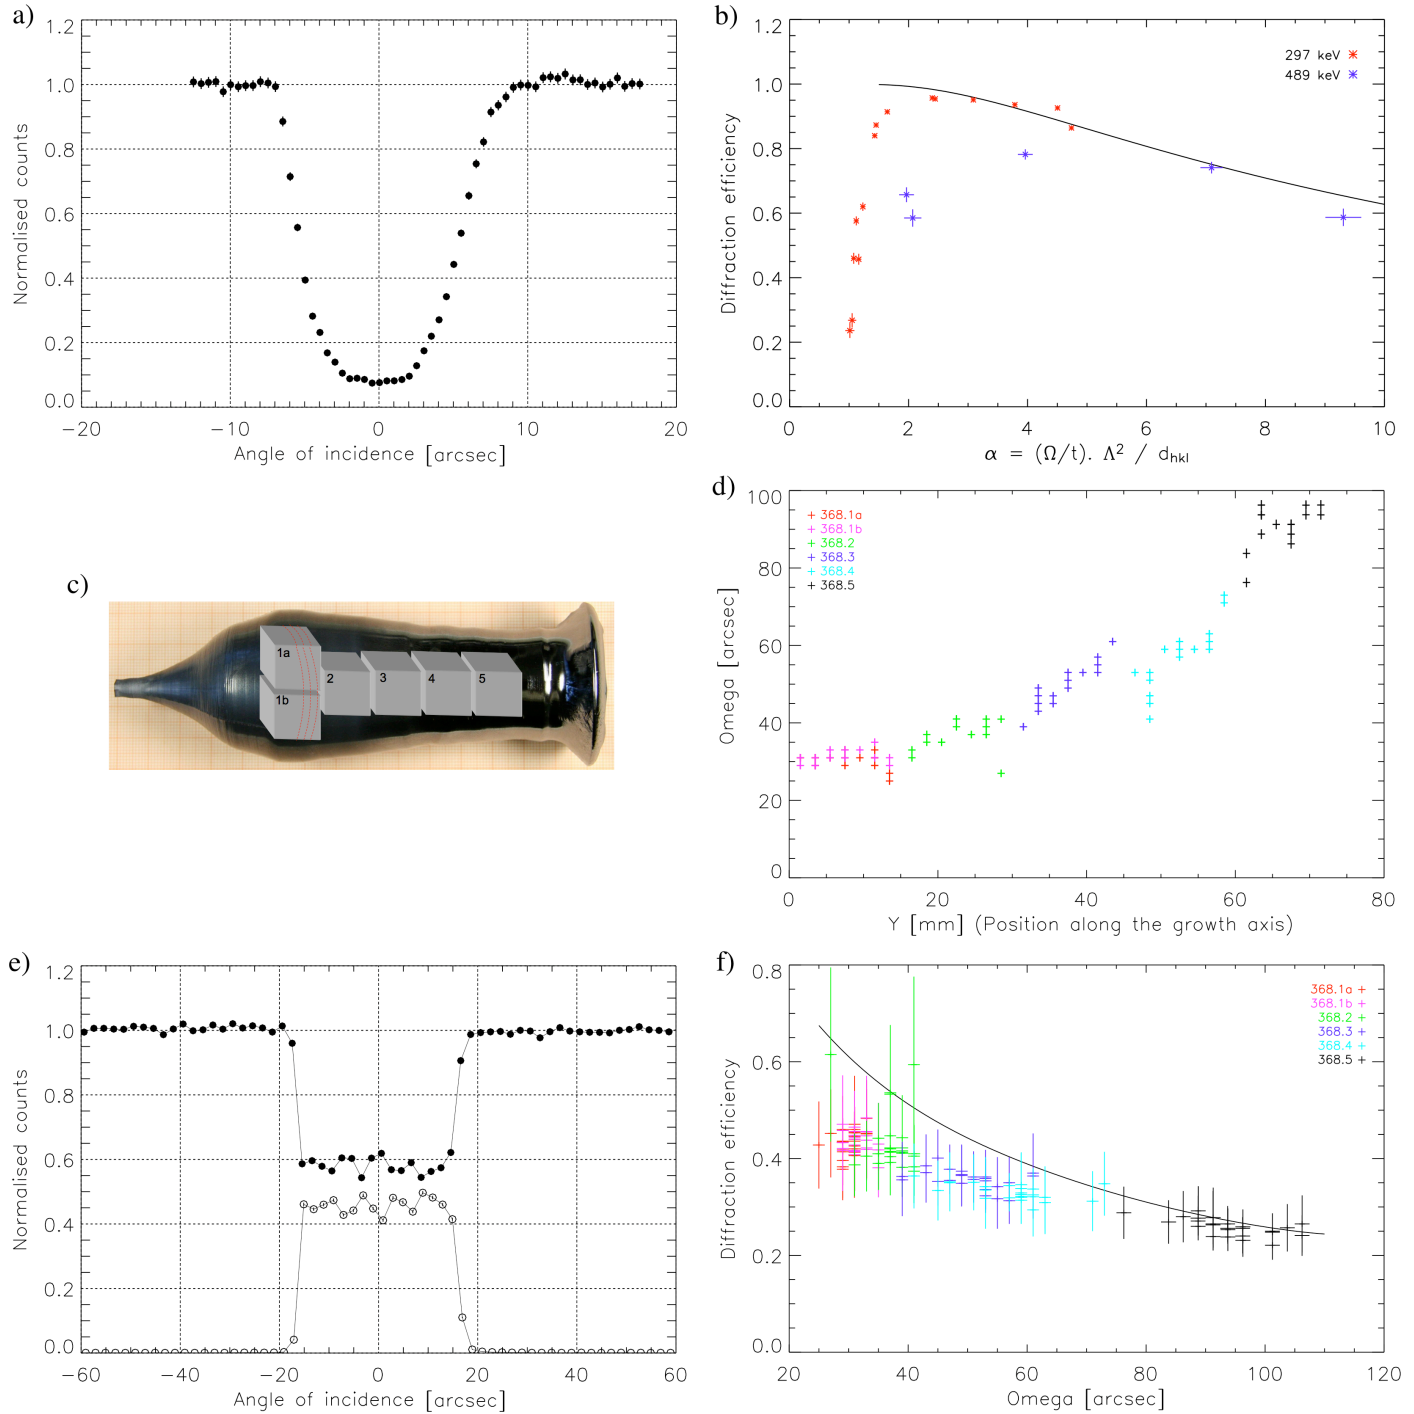 a)
1.2
1.0
0.8
0.6
0.4
0.2
0.0
Normalised counts
−20 −10 0 10 20
Angle of incidence [arcsec]
b)
1.2
1.0
0.8
0.6
0.4
0.2
0.0
Diffraction efficiency
297 keV
489 keV
0 2 4 6 8 10
α = (Ω/t). Λ² / dhkl
c)
1a
1b
2
3
4
5
d)
100
80
60
40
20
0
Omega [arcsec]
368.1a
368.1b
368.2
368.3
368.4
368.5
0 20 40 60 80
Y [mm] (Position along the growth axis)
e)
1.2
1.0
0.8
0.6
0.4
0.2
0.0
Normalised counts
−60 −40 −20 0 20 40 60
Angle of incidence [arcsec]
f)
0.8
0.6
0.4
0.2
0.0
Diffraction efficiency
368.1a
368.1b
368.2
368.3
368.4
368.5
20 40 60 80 100 120
Omega [arcsec]